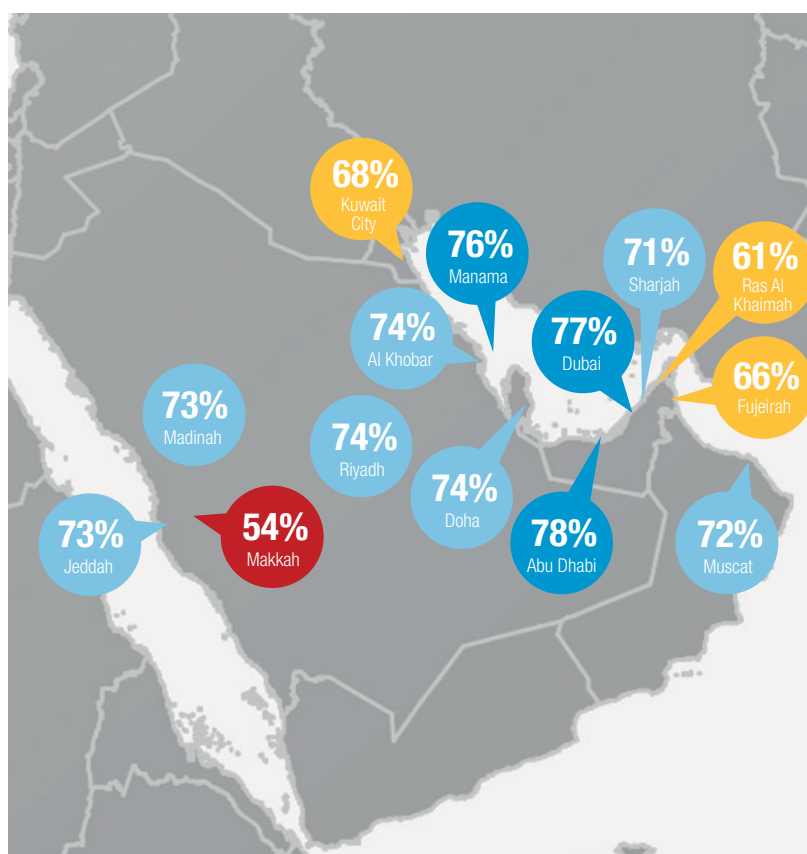 68%
Kuwait
City
76%
Manama
71%
Sharjah
61%
Ras Al
Khaimah
74%
Al Khobar
77%
Dubai
66%
Fujeirah
73%
Madinah
74%
Riyadh
74%
Doha
78%
Abu Dhabi
72%
Muscat
73%
Jeddah
54%
Makkah